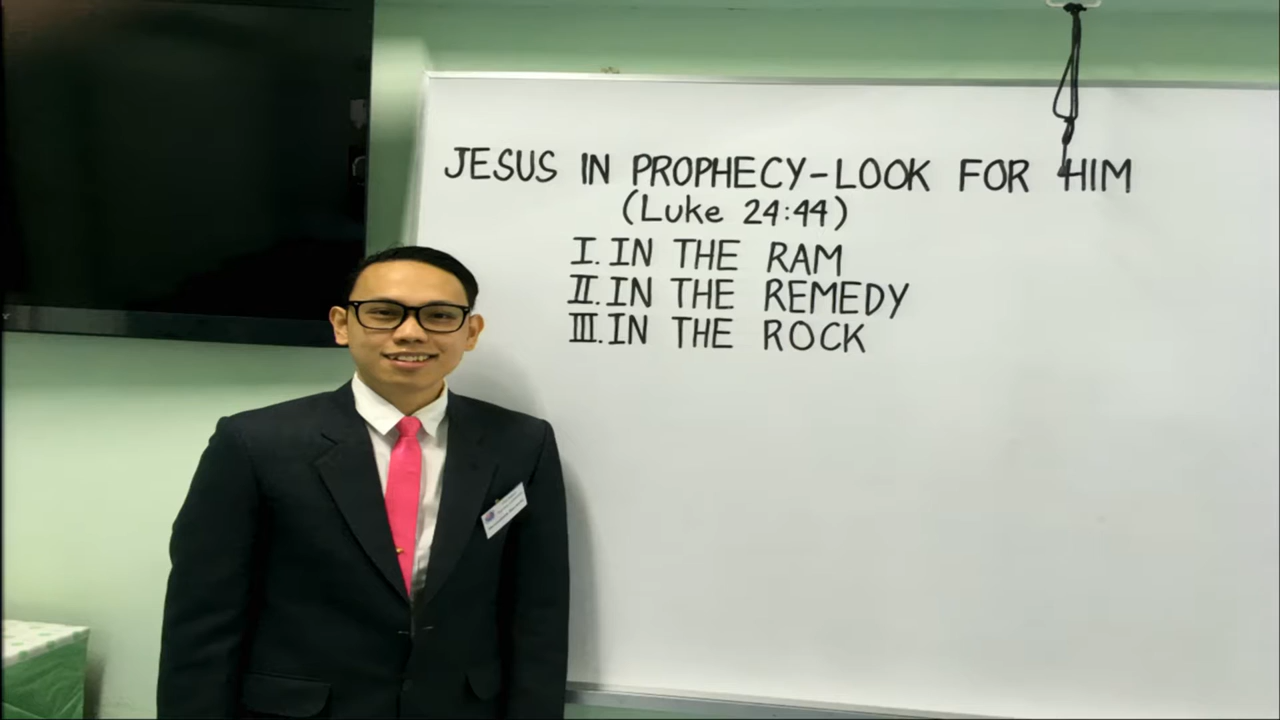 JESUS IN PROPHECY-LOOK FOR HIM
(Luke 24:44)
I. IN THE RAM
II. IN THE REMEDY
III. IN THE ROCK